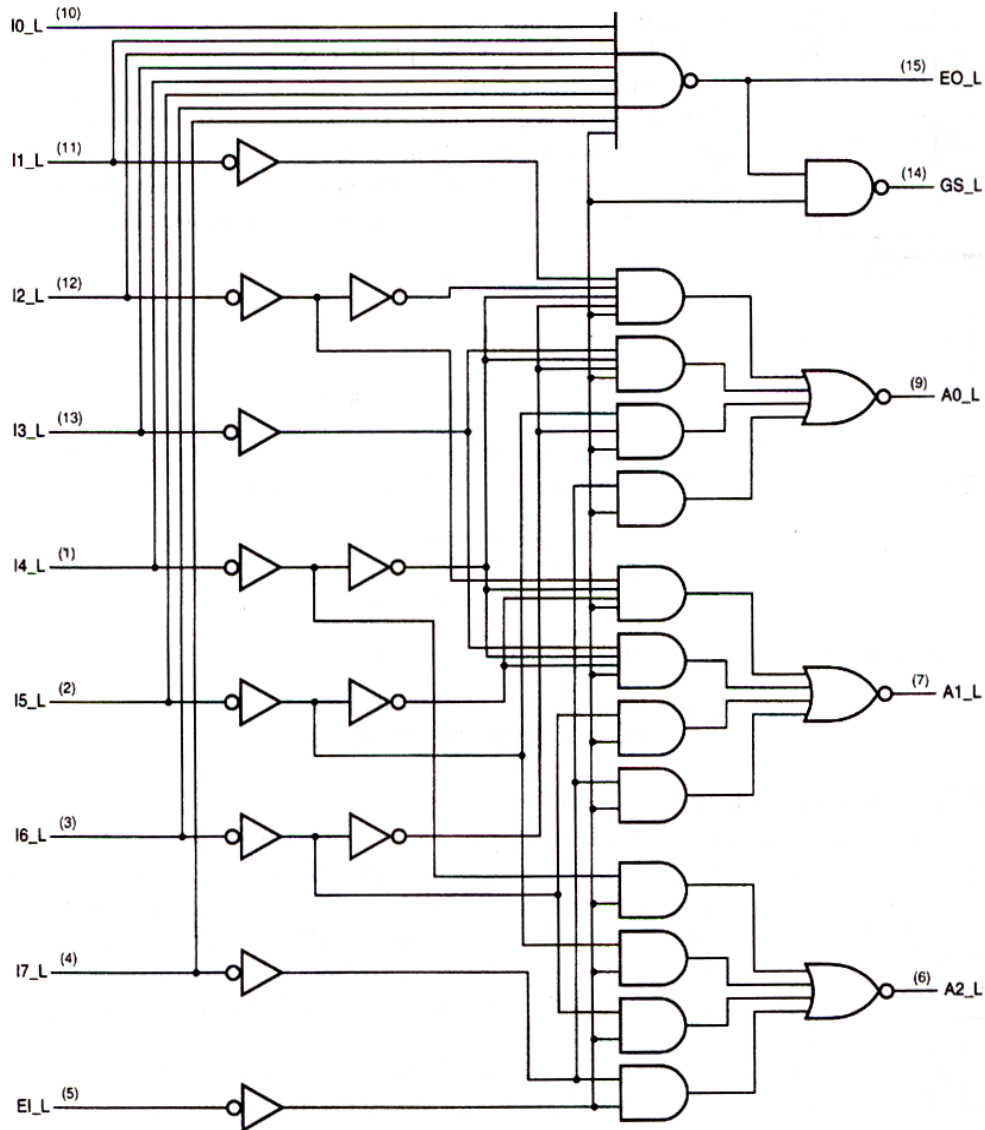 I0_L (10)
(15) EO_L
I1_L (11)
(14) GS_L
I2_L (12)
(9) A0_L
I3_L (13)
I4_L (1)
I5_L (2)
(7) A1_L
I6_L (3)
I7_L (4)
(6) A2_L
EI_L (5)